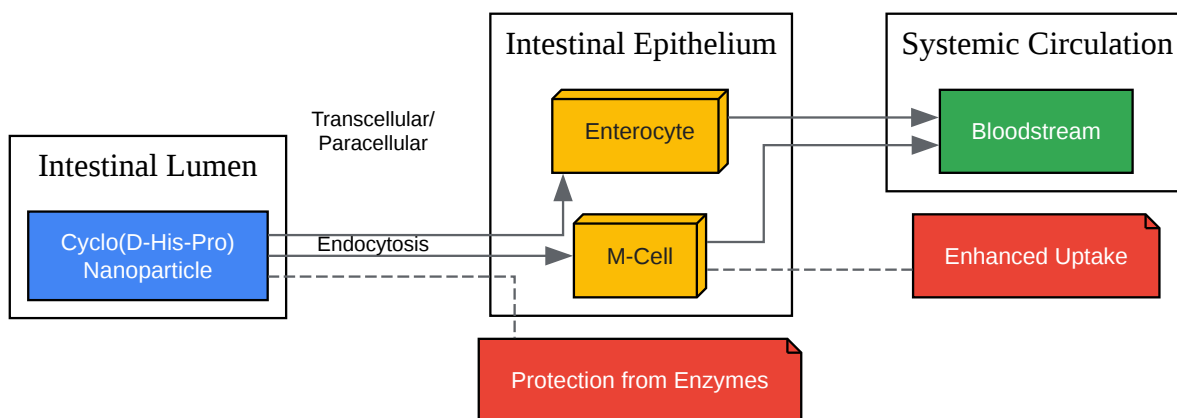 Intestinal Lumen
Cyclo(D-His-Pro)
Nanoparticle
Transcellular/
Paracellular
Endocytosis
Intestinal Epithelium
Enterocyte
M-Cell
Systemic Circulation
Bloodstream
Enhanced Uptake
Protection from Enzymes